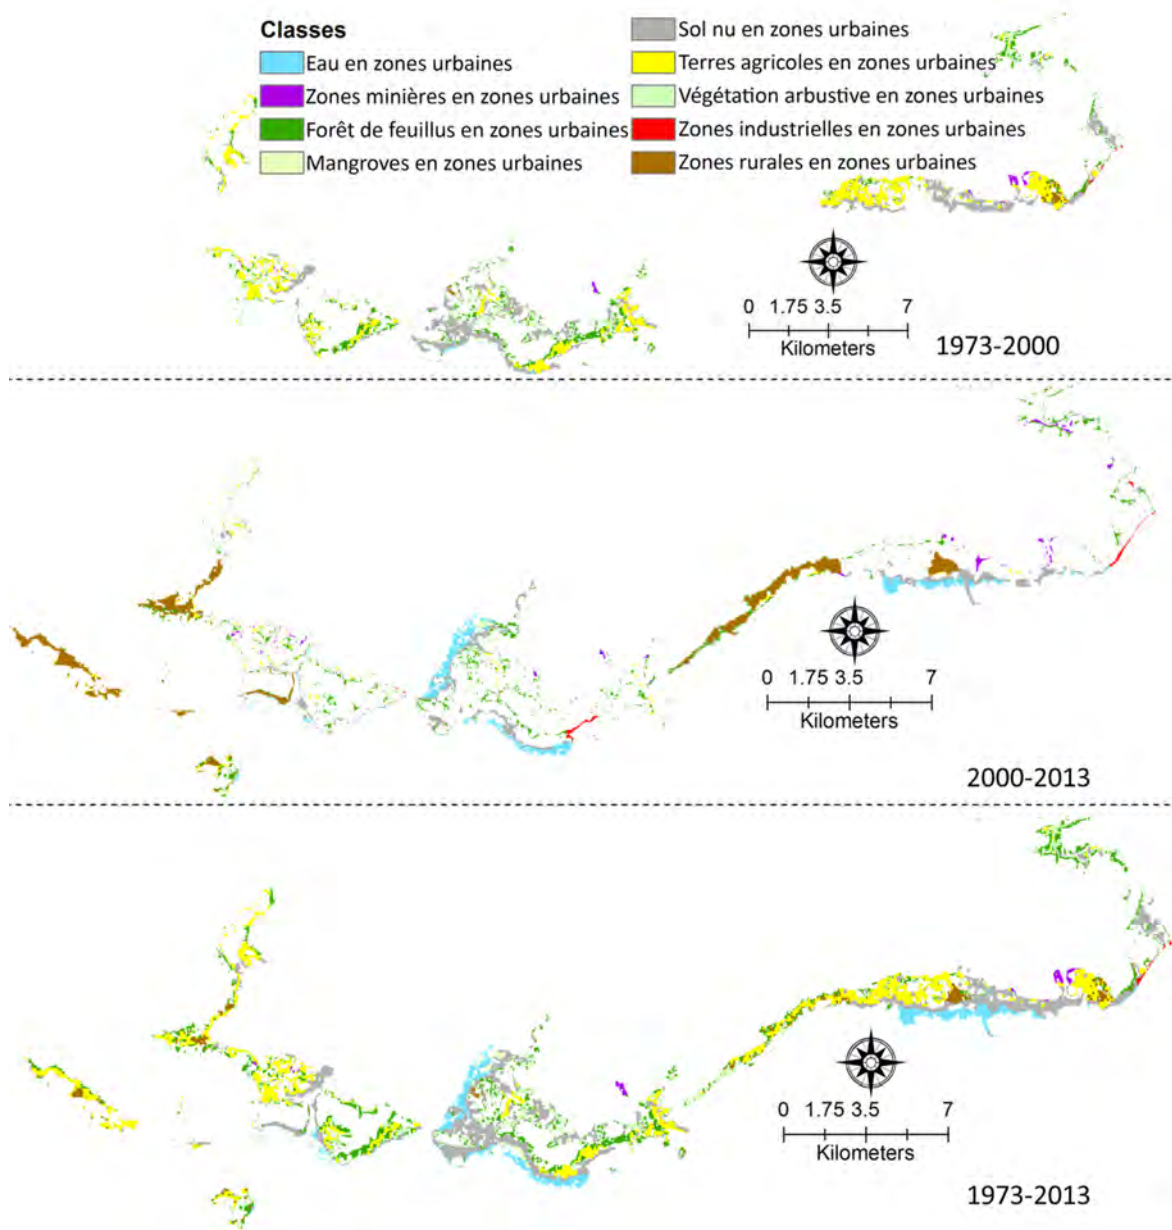 Classes
Eau en zones urbaines
Zones minières en zones urbaines
Forêt de feuillus en zones urbaines
Mangroves en zones urbaines
Sol nu en zones urbaines
Terres agricoles en zones urbaines
Végétation arbustive en zones urbaines
Zones industrielles en zones urbaines
Zones rurales en zones urbaines
0 1.75 3.5 7
Kilometers
1973-2000
0 1.75 3.5 7
Kilometers
2000-2013
0 1.75 3.5 7
Kilometers
1973-2013